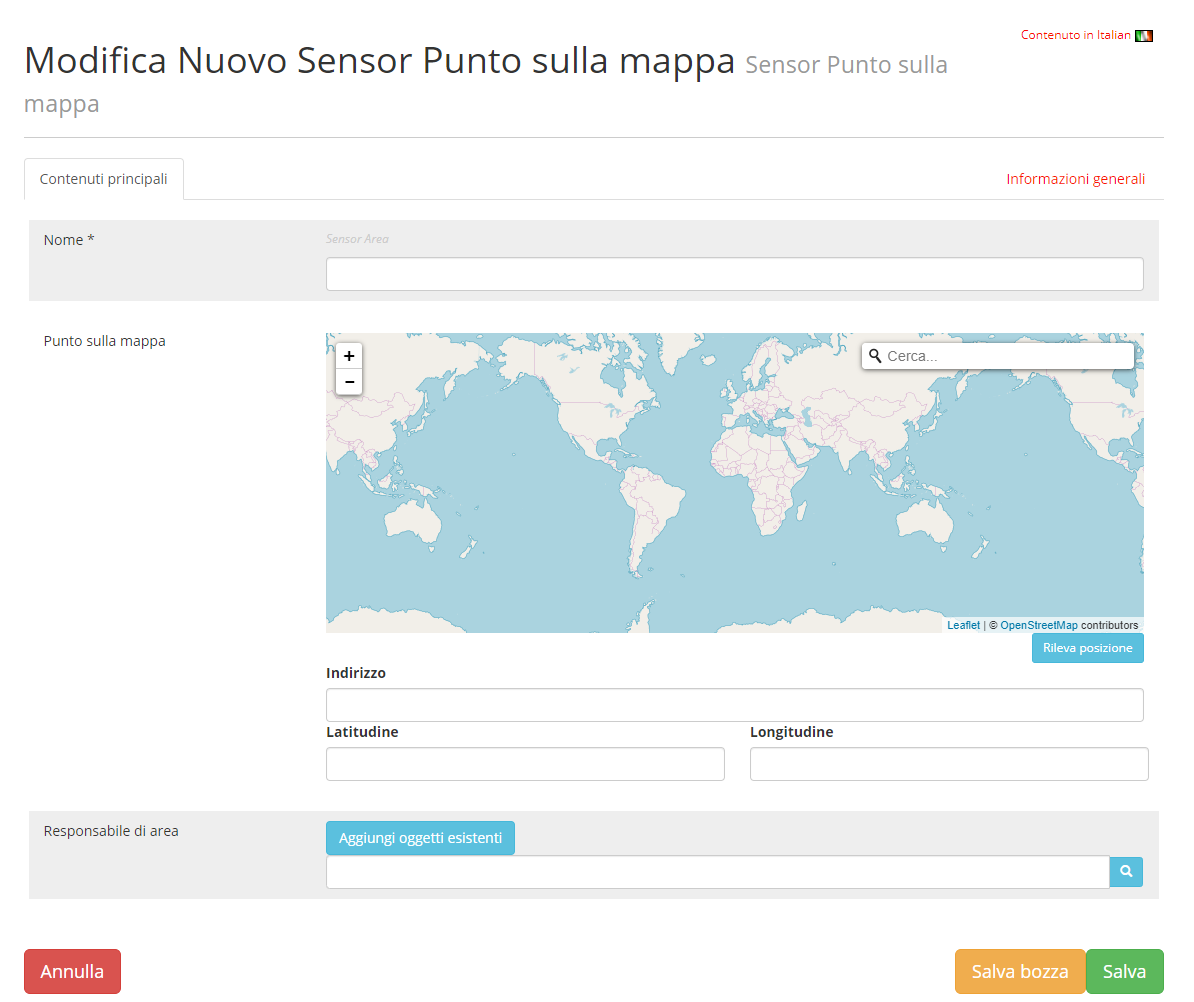 Contenuto in Italian
Modifica Nuovo Sensor Punto sulla mappa Sensor Punto sulla
mappa
Contenuti principali
Informazioni generali
Nome *
Sensor Area
Punto sulla mappa
+
−
Cerca...
Leaflet | © OpenStreetMap contributors
Rileva posizione
Indirizzo
Latitudine
Longitudine
Responsabile di area
Aggiungi oggetti esistenti
Annulla
Salva bozza
Salva